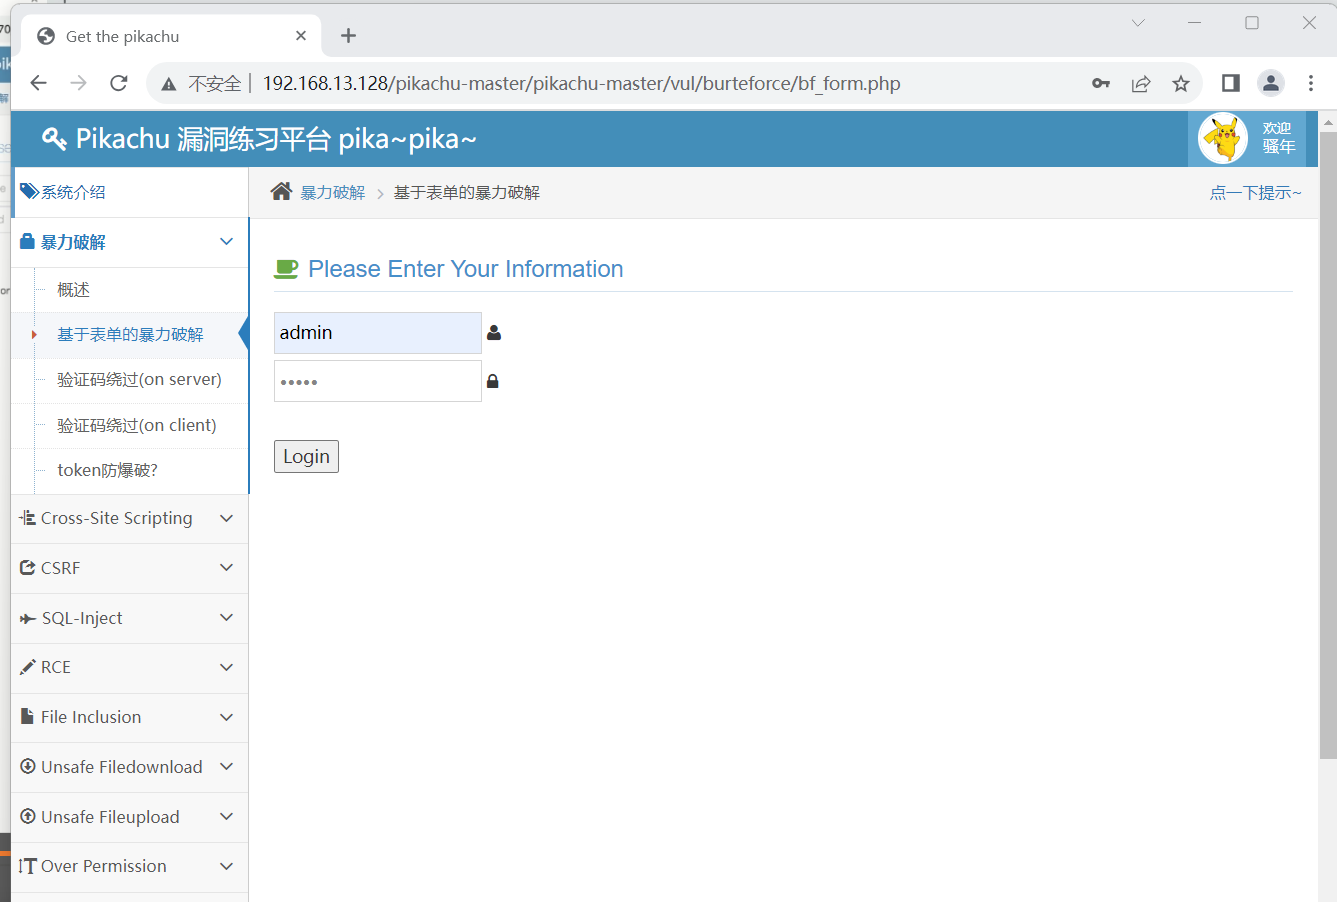 Get the pikachu
不安全 192.168.13.128/pikachu-master/pikachu-master/vul/burteforce/bf_form.php
Pikachu 漏洞练习平台 pika~pika~
欢迎
骚年
系统介绍
暴力破解 > 基于表单的暴力破解
点一下提示~
暴力破解
概述
基于表单的暴力破解
验证码绕过(on server)
验证码绕过(on client)
token防爆破?
Cross-Site Scripting
CSRF
SQL-Inject
RCE
File Inclusion
Unsafe Filedownload
Unsafe Fileupload
Over Permission
Please Enter Your Information
admin
•••••
Login